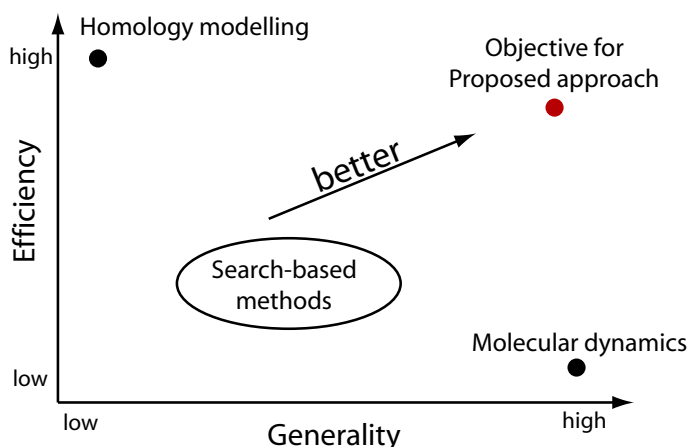 Homology modelling
high
Objective for
Proposed approach
better
Efficiency
Search-based
methods
Molecular dynamics
low
low
high
Generality